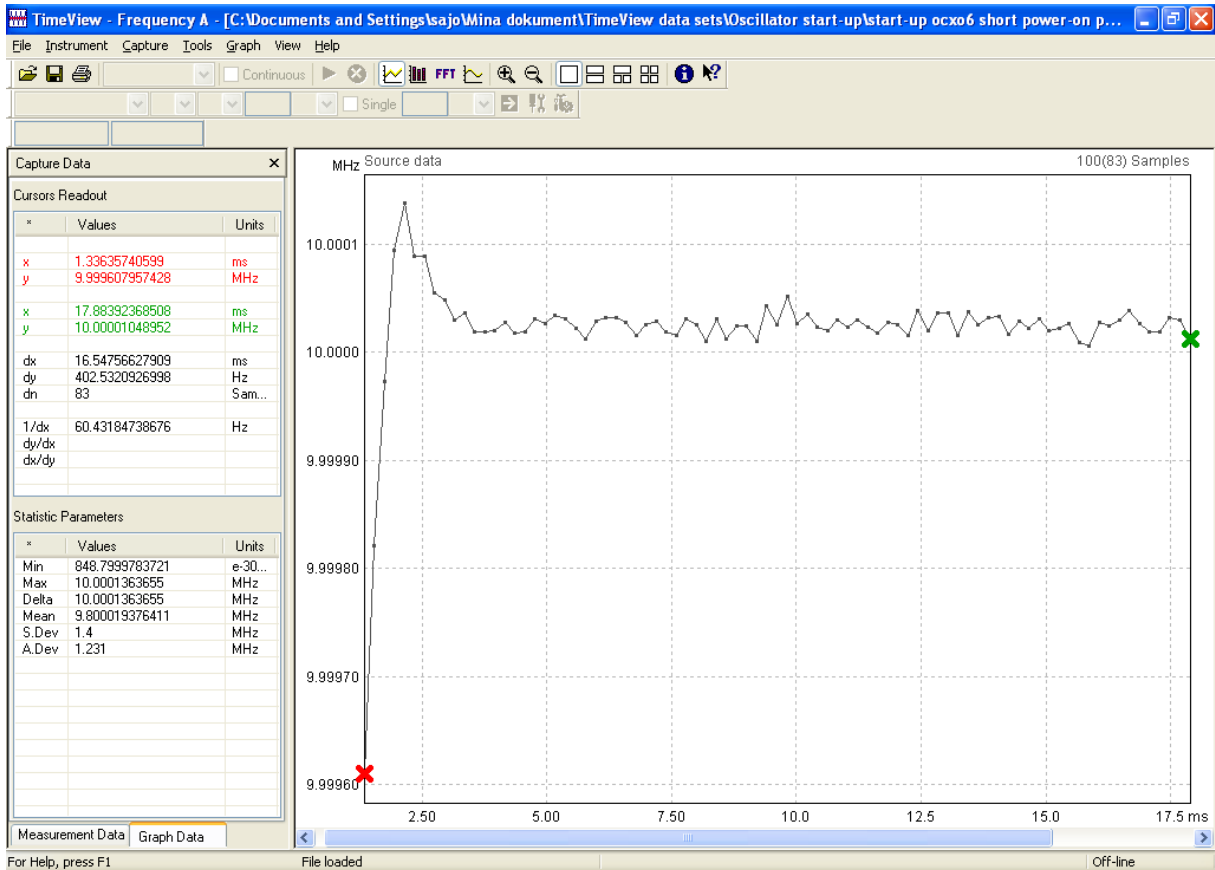 TimeView - Frequency A - [C:\Documents and Settings\sajo\Mina dokument\TimeView data sets\Oscillator start-up\start-up ocxo6 short power-on p...
File Instrument Capture Tools Graph View Help
Continuous FFT
Single
Capture Data
Cursors Readout
* Values Units
x 1.33635740599 ms
y 9.999607957428 MHz
x 17.88392368508 ms
y 10.00001048952 MHz
dx 16.54756627909 ms
dy 402.5320926998 Hz
dn 83 Sam...
1/dx 60.43184738676 Hz
dy/dx
dx/dy
Statistic Parameters
* Values Units
Min 848.7999783721 e-30...
Max 10.0001363655 MHz
Delta 10.0001363655 MHz
Mean 9.800019376411 MHz
S.Dev 1.4 MHz
A.Dev 1.231 MHz
Measurement Data Graph Data
MHz Source data 100(83) Samples
10.0001
10.0000
9.99990
9.99980
9.99970
9.99960
2.50 5.00 7.50 10.0 12.5 15.0 17.5 ms
For Help, press F1 File loaded Off-line